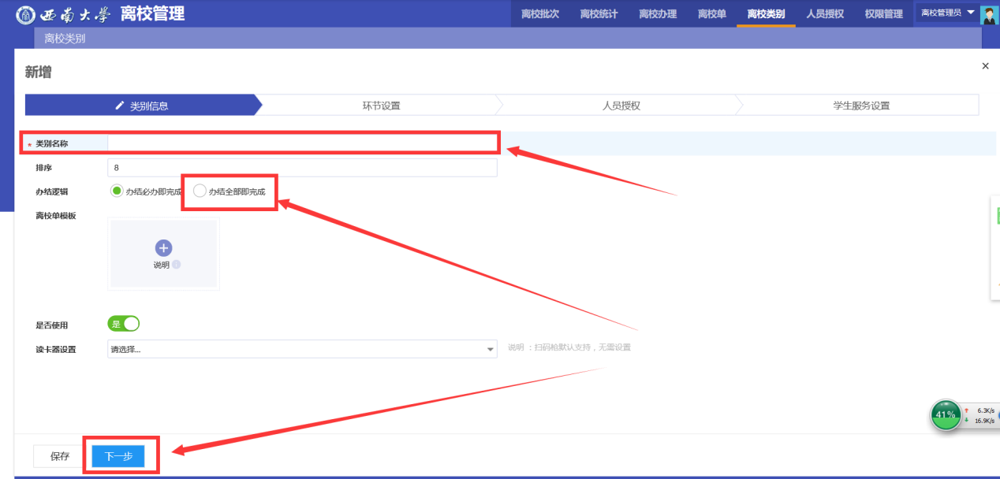 西南大学 离校管理
离校批次 离校统计 离校办理 离校单 离校类别 人员授权 权限管理 离校管理员
离校类别
新增 ×
类别信息 环节设置 人员授权 学生服务设置
* 类别名称
排序 8
办结逻辑 办结必办即完成 办结全部即完成
离校单模板
说明
是否使用 是
读卡器设置 请选择... 说明 ：扫码枪默认支持，无需设置
41% 6.3K/s
16.9K/s
保存 下一步